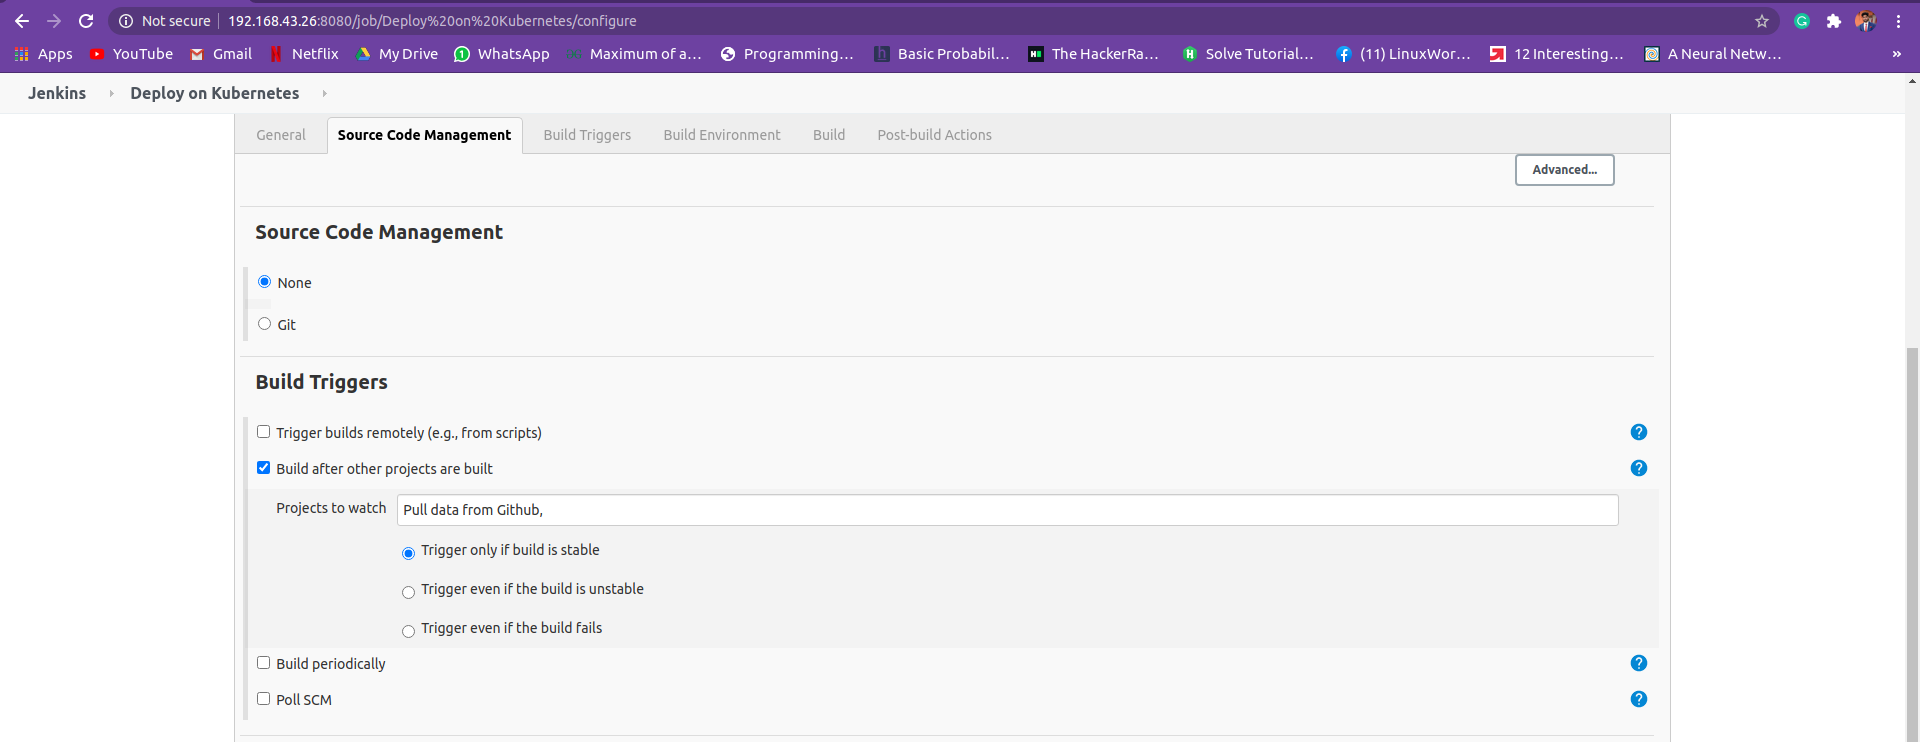 Not secure 192.168.43.26:8080/job/Deploy%20on%20Kubernetes/configure
Apps YouTube Gmail Netflix My Drive WhatsApp Maximum of a... Programming... Basic Probabil... The HackerRa... Solve Tutorial... (11) LinuxWor... 12 Interesting... A Neural Netw... »
Jenkins Deploy on Kubernetes
General Source Code Management Build Triggers Build Environment Build Post-build Actions
Advanced...
Source Code Management
None
Git
Build Triggers
Trigger builds remotely (e.g., from scripts) ?
Build after other projects are built ?
Projects to watch Pull data from Github,
Trigger only if build is stable
Trigger even if the build is unstable
Trigger even if the build fails
Build periodically ?
Poll SCM ?